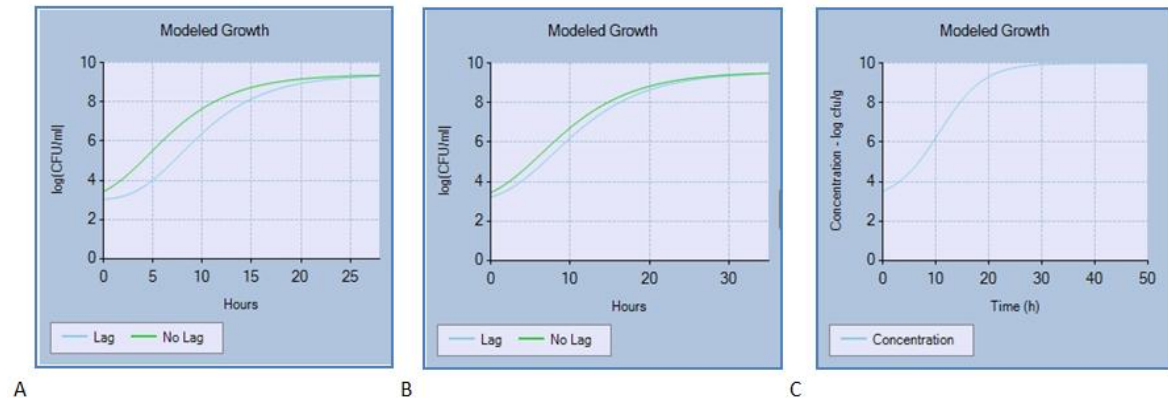 Modeled Growth
10
8
6
4
2
0
log[CFU/ml]
0 5 10 15 20 25
Hours
Lag No Lag
A
Modeled Growth
10
8
6
4
2
0
log[CFU/ml]
0 10 20 30
Hours
Lag No Lag
B
Modeled Growth
10
8
6
4
2
0
Concentration - log cfu/g
0 10 20 30 40 50
Time (h)
Concentration
C